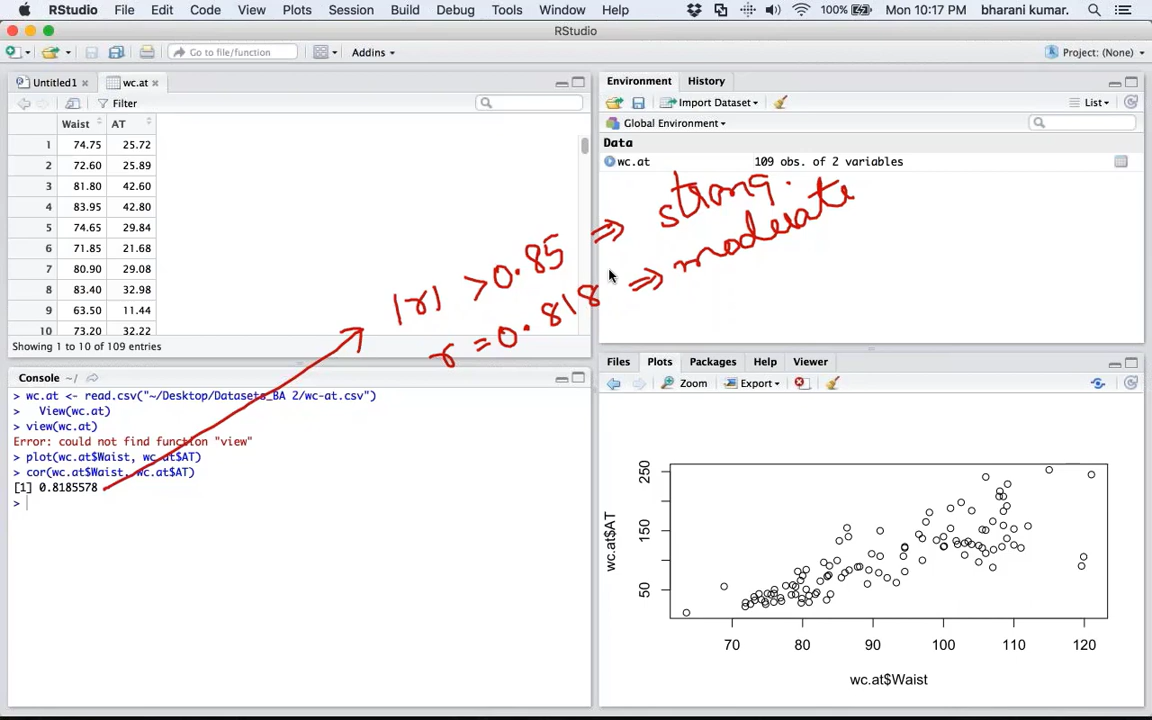 RStudio File Edit Code View Plots Session Build Debug Tools Window Help 100% Mon 10:17 PM bharani kumar.
RStudio
Go to file/function Addins Project: (None)
Untitled1 wc.at
Filter
Waist AT
1 74.75 25.72
2 72.60 25.89
3 81.80 42.60
4 83.95 42.80
5 74.65 29.84
6 71.85 21.68
7 80.90 29.08
8 83.40 32.98
9 63.50 11.44
10 73.20 32.22
Showing 1 to 10 of 109 entries
Environment History
Import Dataset List
Global Environment
Data
wc.at 109 obs. of 2 variables
|r| > 0.85 ⇒ strong.
r = 0.818 ⇒ moderate
Console ~/
> wc.at <- read.csv("~/Desktop/Datasets_BA 2/wc-at.csv")
> View(wc.at)
> view(wc.at)
Error: could not find function "view"
> plot(wc.at$Waist, wc.at$AT)
> cor(wc.at$Waist, wc.at$AT)
[1] 0.8185578
>
Files Plots Packages Help Viewer
Zoom Export
250
150
50
wc.at$AT
70 80 90 100 110 120
wc.at$Waist